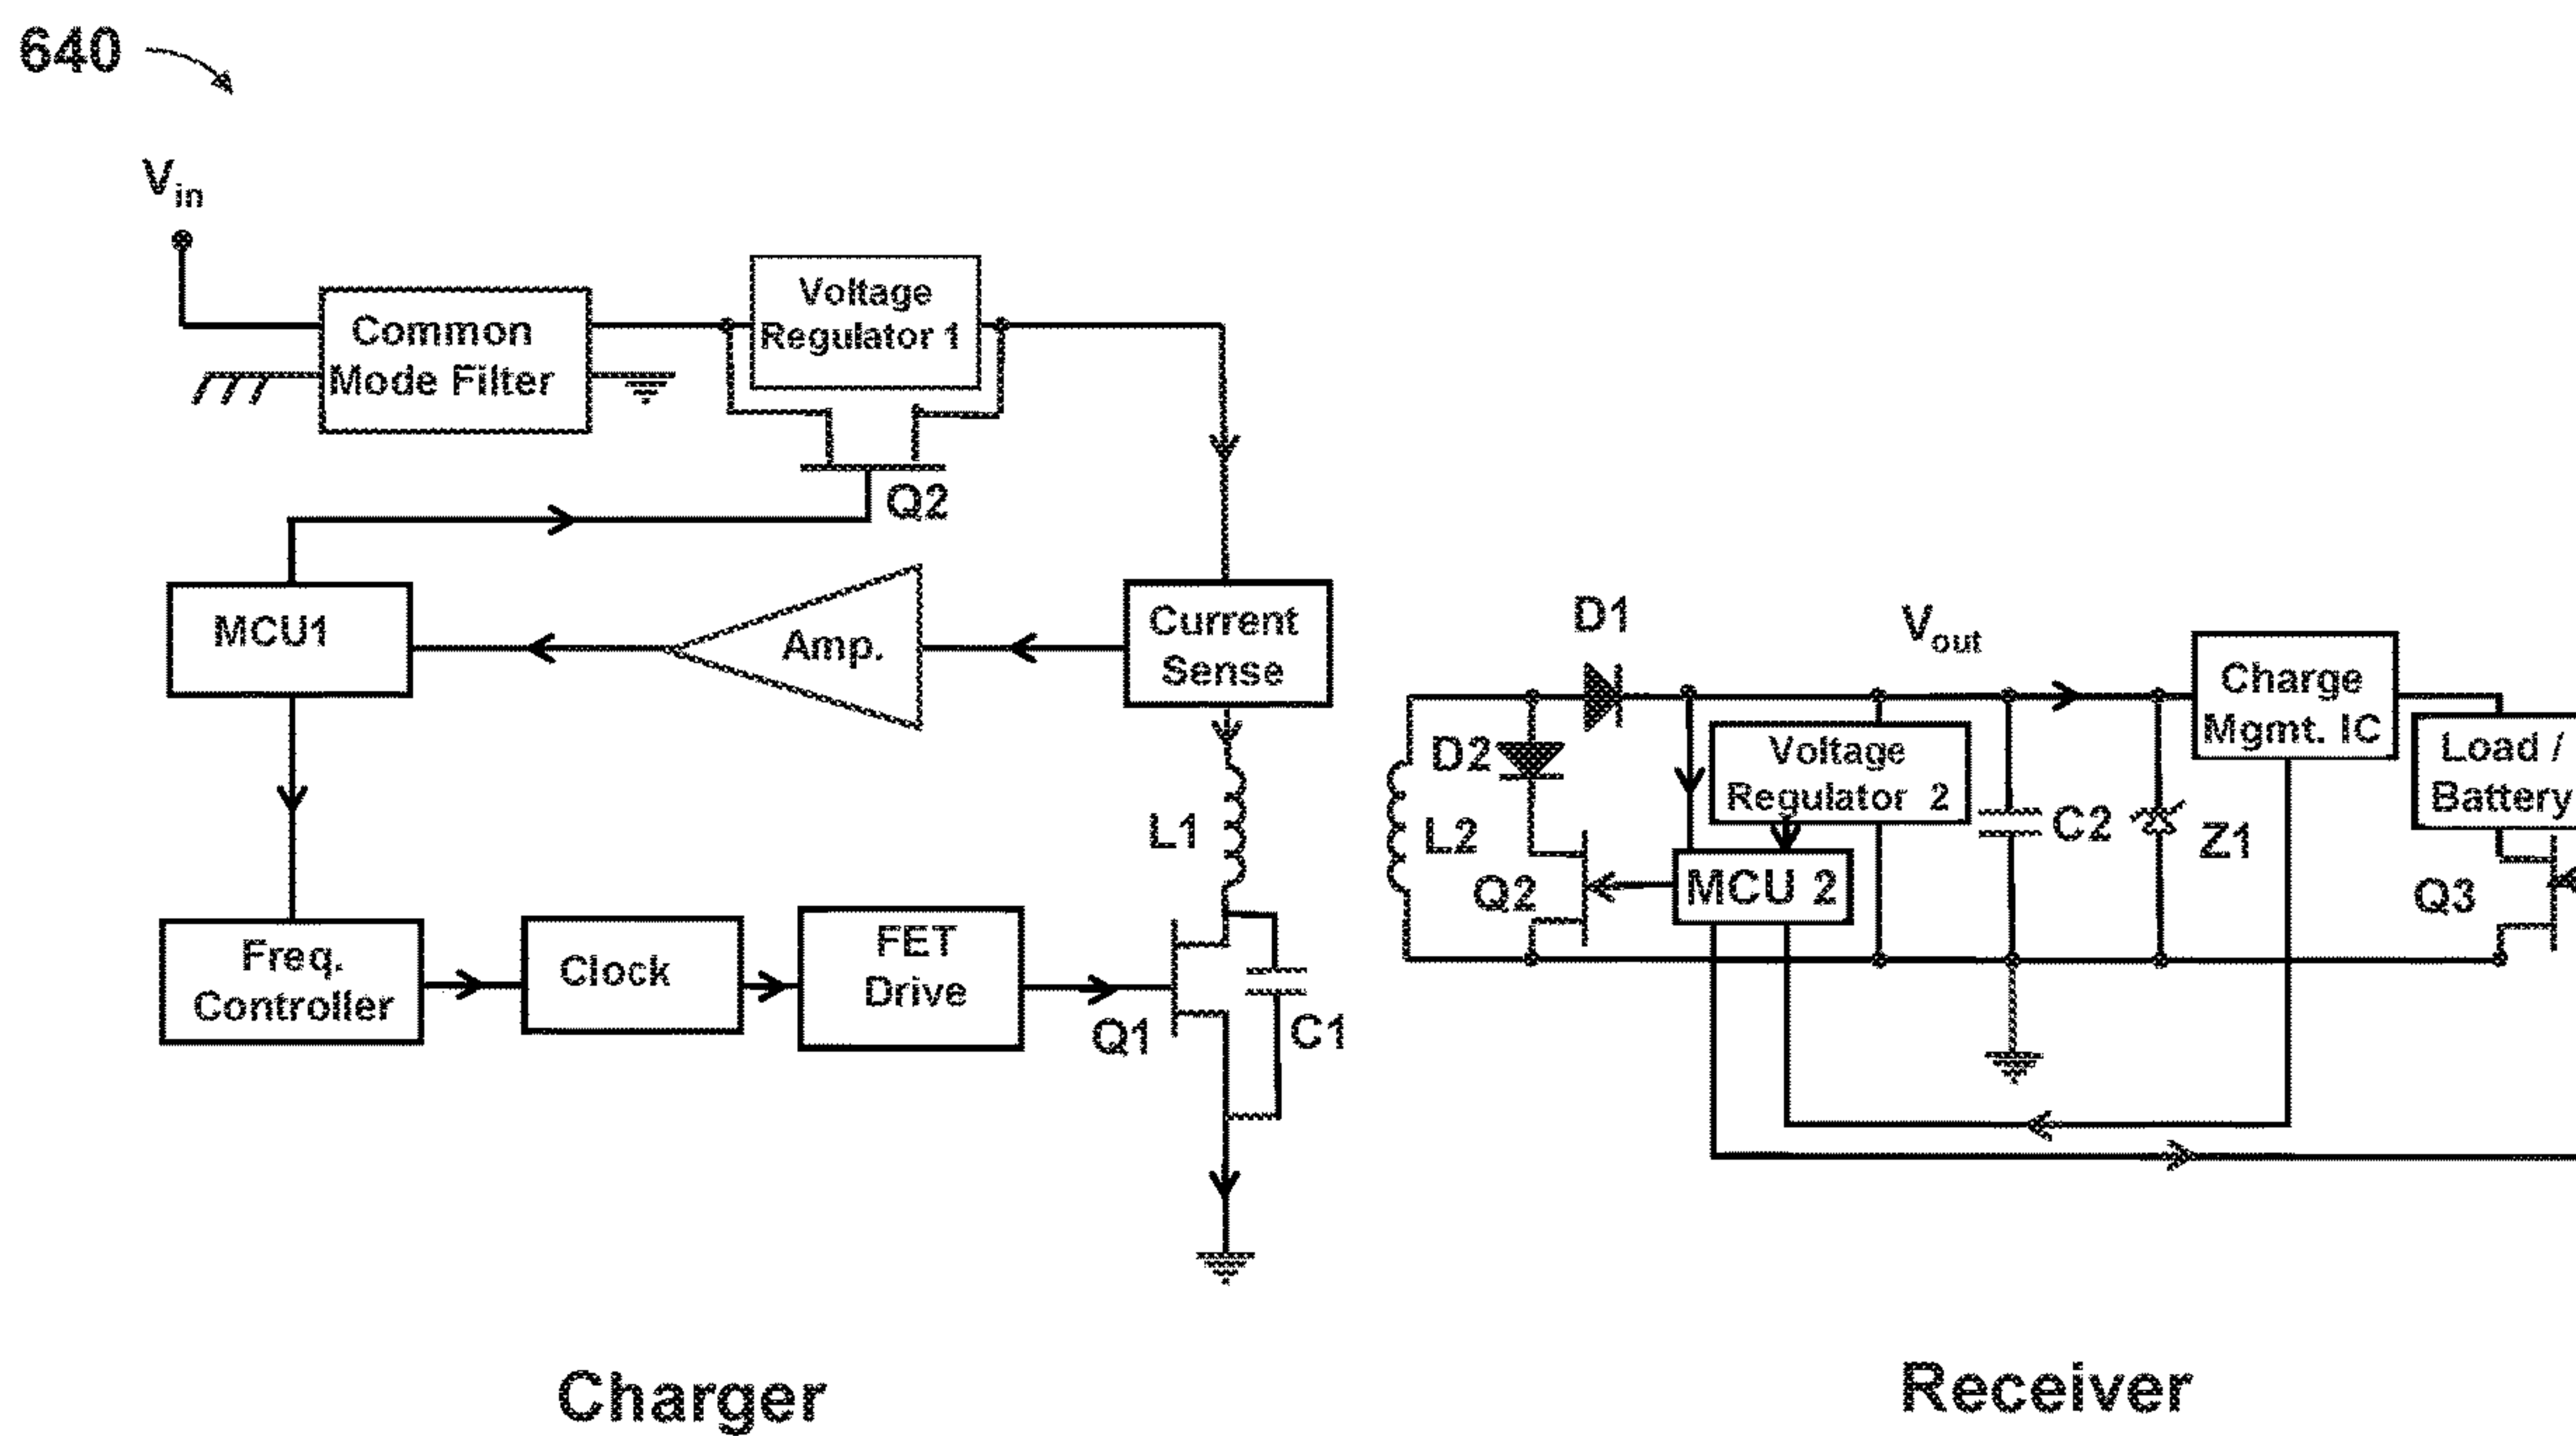 640
Vin
Common
Mode Filter
Voltage
Regulator 1
Q2
MCU1
Amp.
Current
Sense
L1
Freq.
Controller
Clock
FET
Drive
Q1
C1
Charger
D1
Vout
Charge
Mgmt. IC
Load /
Battery
D2
Voltage
Regulator 2
L2
Q2
MCU 2
C2
Z1
Q3
Receiver